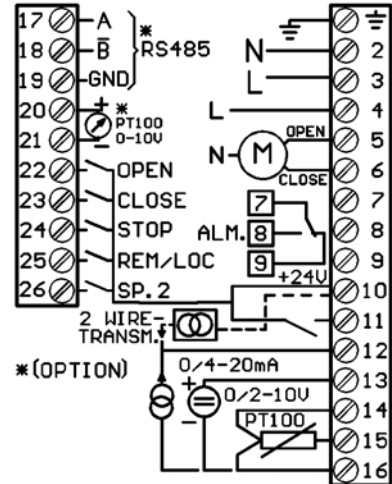 17 A
18 B̅
19 GND
* RS485
20 +
*
PT100
0-10V
21 −
22 OPEN
23 CLOSE
24 STOP
25 REM/LOC
26 SP.2
2 WIRE-
TRANSM.
*(OPTION)
1
N 2
L 3
L 4
OPEN 5
N M
CLOSE 6
7 7
ALM. 8 8
9 9
+24V 10
11
12
0/4-20mA
+ 13
0/2-10V
− 14
PT100 15
16